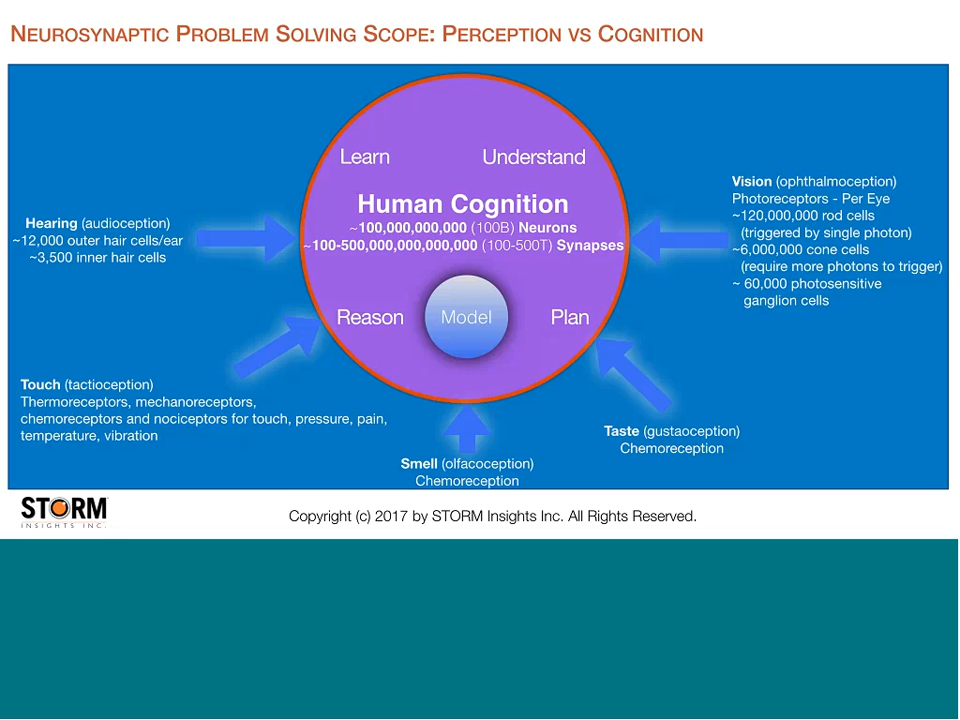 NEUROSYNAPTIC PROBLEM SOLVING SCOPE: PERCEPTION VS COGNITION
Learn
Understand
Human Cognition
~100,000,000,000 (100B) Neurons
~100-500,000,000,000,000 (100-500T) Synapses
Reason
Model
Plan
Hearing (audioception)
~12,000 outer hair cells/ear
~3,500 inner hair cells
Vision (ophthalmoception)
Photoreceptors - Per Eye
~120,000,000 rod cells
(triggered by single photon)
~6,000,000 cone cells
(require more photons to trigger)
~ 60,000 photosensitive
ganglion cells
Touch (tactioception)
Thermoreceptors, mechanoreceptors,
chemoreceptors and nociceptors for touch, pressure, pain,
temperature, vibration
Smell (olfacoception)
Chemoreception
Taste (gustaoception)
Chemoreception
STORM
INSIGHTS INC.
Copyright (c) 2017 by STORM Insights Inc. All Rights Reserved.